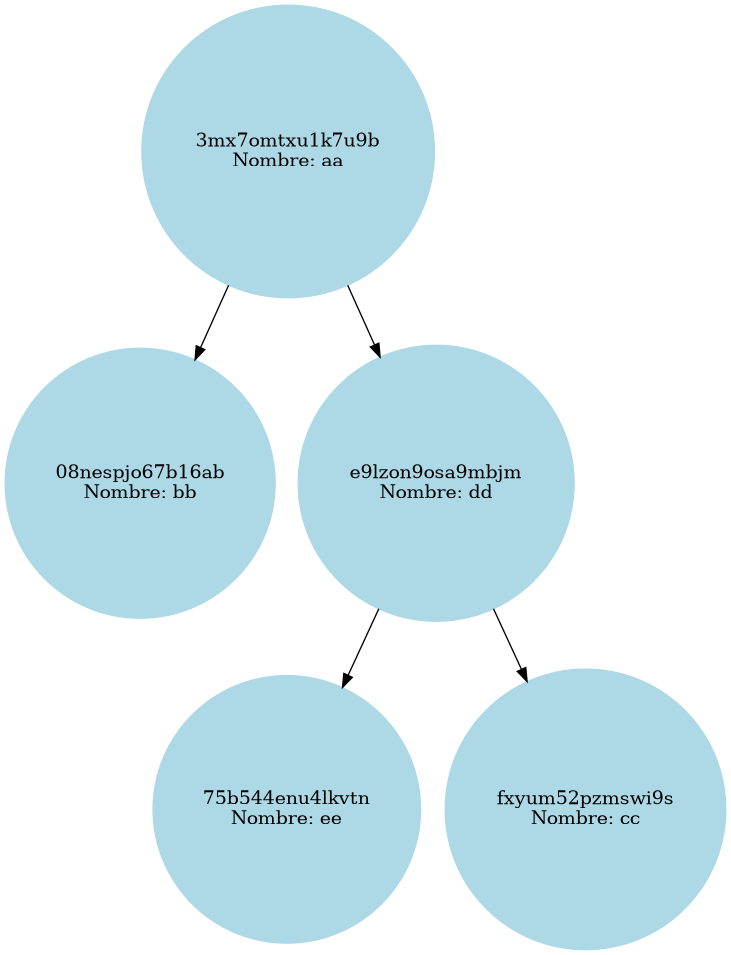 3mx7omtxu1k7u9b
Nombre: aa
08nespjo67b16ab
Nombre: bb
e9lzon9osa9mbjm
Nombre: dd
75b544enu4lkvtn
Nombre: ee
fxyum52pzmswi9s
Nombre: cc